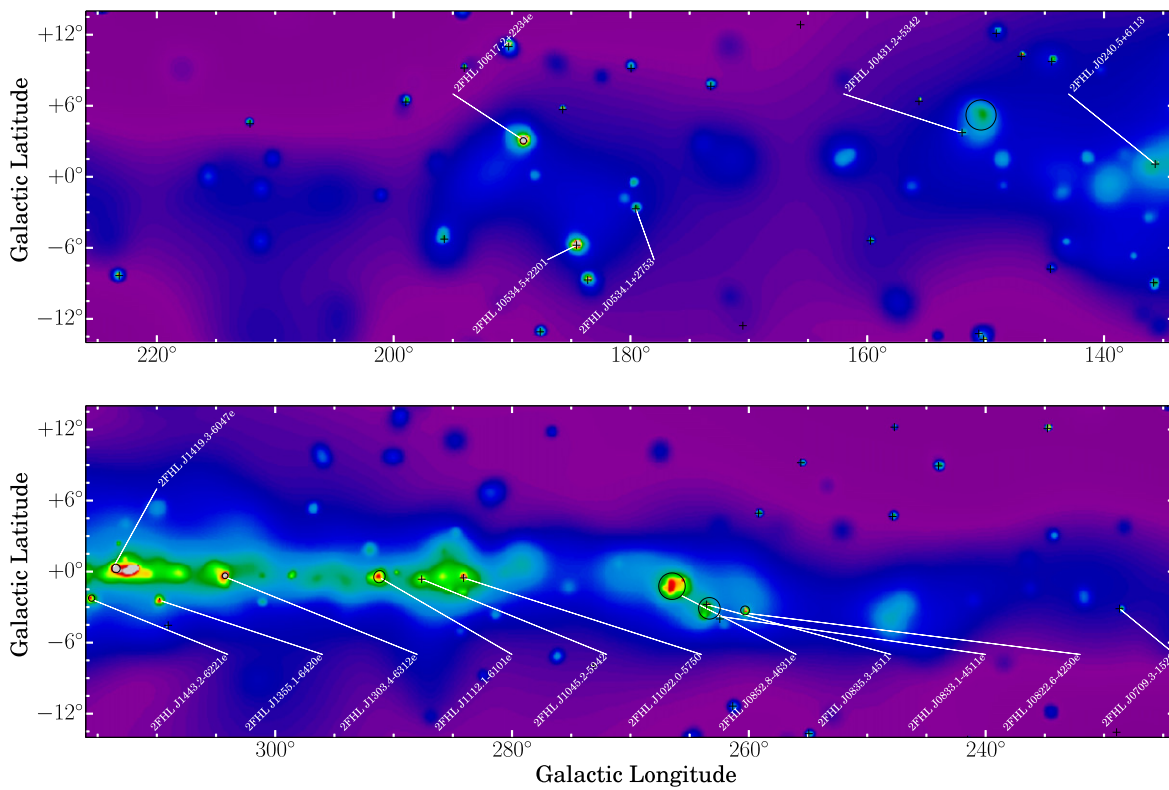 Galactic Latitude
+12°
+6°
+0°
−6°
−12°
2FHL J0617.2+2234e
2FHL J0431.2+5342
2FHL J0240.5+6113
2FHL J0534.5+2201
2FHL J0534.1+2753
220°
200°
180°
160°
140°
Galactic Latitude
+12°
+6°
+0°
−6°
−12°
2FHL J1419.3-6047e
2FHL J1443.2-6221e
2FHL J1355.1-6420e
2FHL J1303.4-6312e
2FHL J1112.1-6101e
2FHL J1045.2-5942
2FHL J1022.0-5750
2FHL J0852.8-4631e
2FHL J0835.3-4511
2FHL J0833.1-4511e
2FHL J0822.6-4250e
2FHL J0709.3-152
300°
280°
260°
240°
Galactic Longitude